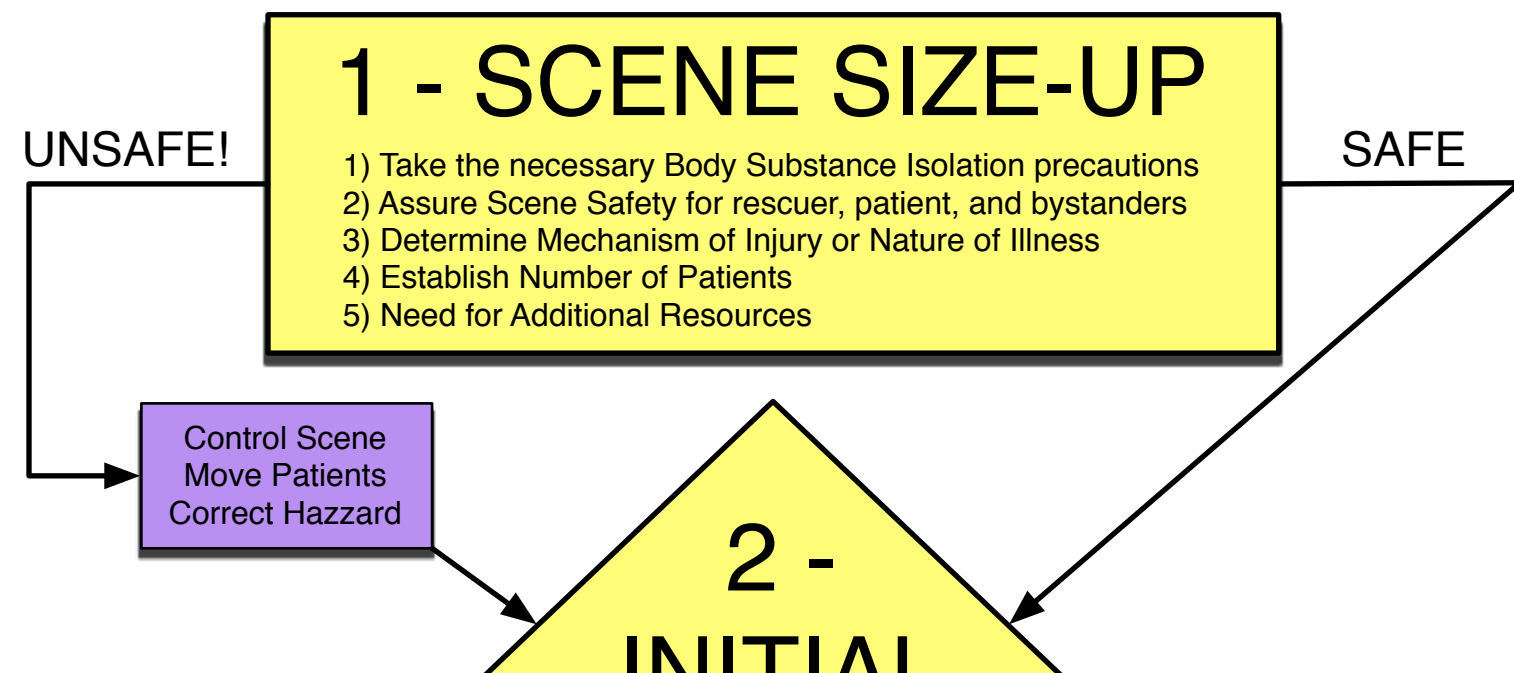 1 - SCENE SIZE-UP
UNSAFE!
SAFE
1) Take the necessary Body Substance Isolation precautions
2) Assure Scene Safety for rescuer, patient, and bystanders
3) Determine Mechanism of Injury or Nature of Illness
4) Establish Number of Patients
5) Need for Additional Resources
Control Scene
Move Patients
Correct Hazzard
2 -
INITIAL